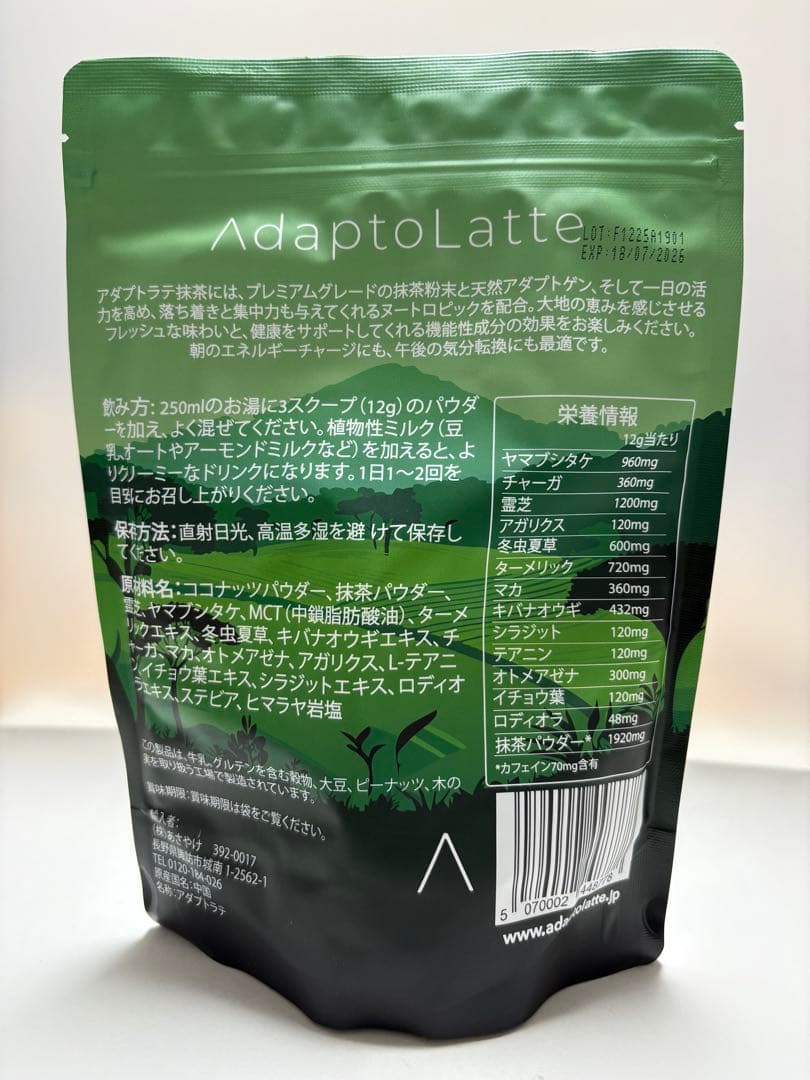 AdaptoLatte
LOT:F1225A1901
EXP:18/07/2026
アダプトラテ抹茶には、プレミアムグレードの抹茶粉末と天然アダプトゲン、そして一日の活
力を高め、落ち着きと集中力も与えてくれるヌートロピックを配合。大地の恵みを感じさせる
フレッシュな味わいと、健康をサポートしてくれる機能性成分の効果をお楽しみください。
朝のエネルギーチャージにも、午後の気分転換にも最適です。
飲み方：250mlのお湯に3スクープ（12g）のパウダ
ーを加え、よく混ぜてください。植物性ミルク（豆
乳、オートやアーモンドミルクなど）を加えると、よ
りクリーミーなドリンクになります。1日1〜2回を
目安にお召し上がりください。
保存方法：直射日光、高温多湿を避 けて保存し
てください。
原材料名：ココナッツパウダー、抹茶パウダー、
霊芝、ヤマブシタケ、MCT（中鎖脂肪酸油）、ター
メリックエキス、冬虫夏草、キバナオウギエキス、チ
ャーガ、マカ、オトメアゼナ、アガリクス、L-テアニ
ン、イチョウ葉エキス、シラジットエキス、ロディオ
ラエキス、ステビア、ヒマラヤ岩塩
この製品は、牛乳、グルテンを含む穀物、大豆、ピーナッツ、木の
実を取り扱う工場で製造されています。
賞味期限：賞味期限は袋をご覧ください。
輸入者：
(株)あさやけ 392-0017
長野県諏訪市城南 1-2562-1
TEL 0120-184-026
原産国名：中国
名称：アダプトラテ
栄養情報
12g当たり
ヤマブシタケ 960mg
チャーガ 360mg
霊芝 1200mg
アガリクス 120mg
冬虫夏草 600mg
ターメリック 720mg
マカ 360mg
キバナオウギ 432mg
シラジット 120mg
テアニン 120mg
オトメアゼナ 300mg
イチョウ葉 120mg
ロディオラ 48mg
抹茶パウダー* 1920mg
*カフェイン70mg含有
5 070002
www.adaptolatte.jp